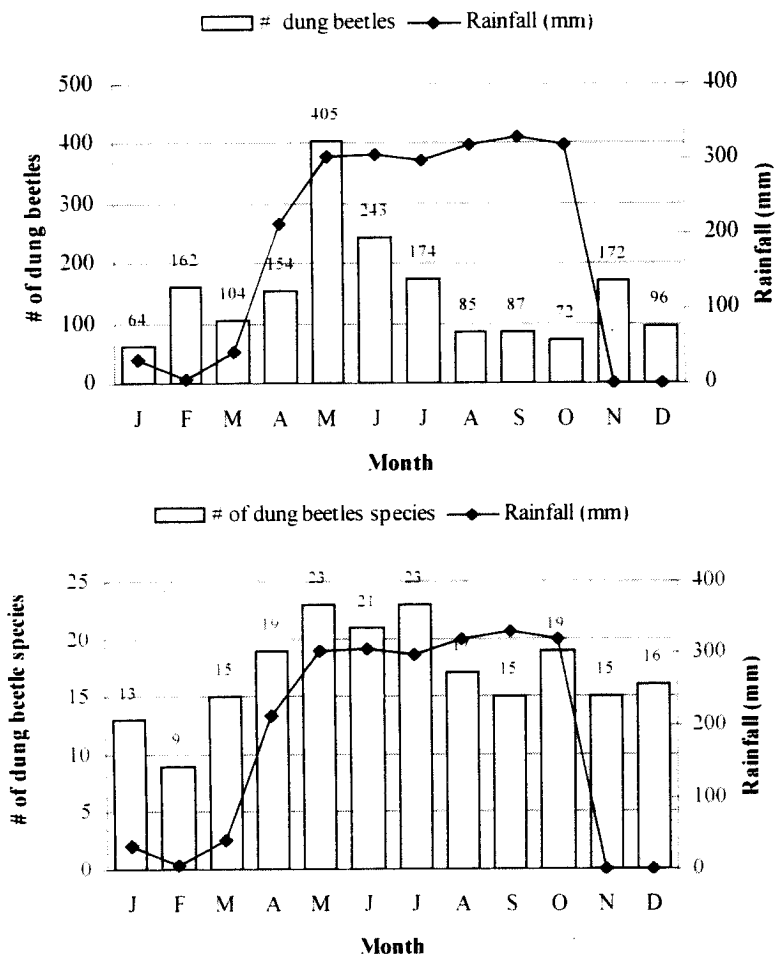 # dung beetles Rainfall (mm)
500 400
405
400
300
300
243
200
200
162 174 172
154
104 100
100 85 87 96
64 72
0 0
J F M A M J J A S O N D
Month
# of dung beetles
Rainfall (mm)
# of dung beetles species Rainfall (mm)
25 23 23 400
21
20 19 19 300
17
15 15 15 15 16
13 200
10 9
100
5
0 0
J F M A M J J A S O N D
Month
# of dung beetle species
Rainfall (mm)